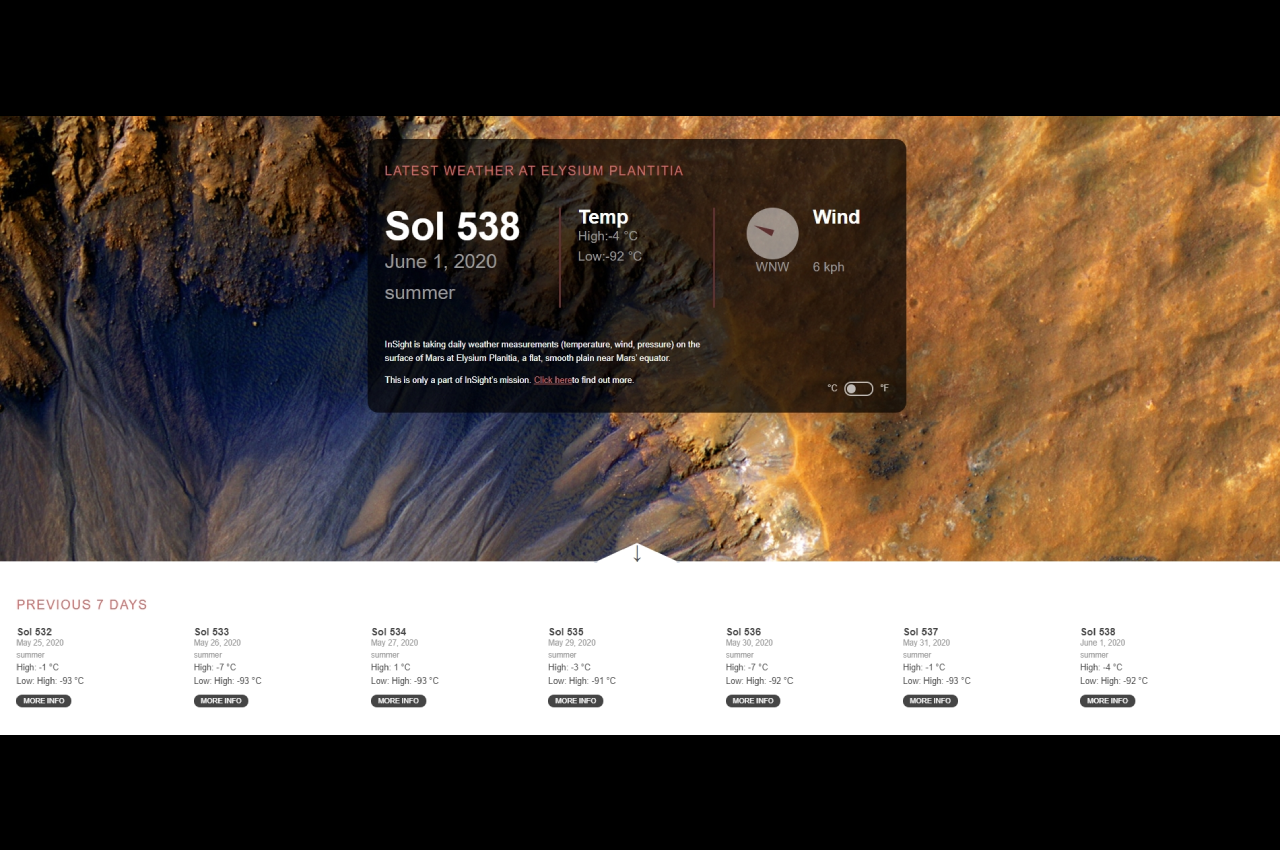 LATEST WEATHER AT ELYSIUM PLANTITIA
Sol 538
June 1, 2020
summer
Temp
High:-4 °C
Low:-92 °C
Wind
WNW
6 kph
InSight is taking daily weather measurements (temperature, wind, pressure) on the
surface of Mars at Elysium Planitia, a flat, smooth plain near Mars' equator.
This is only a part of InSight's mission. Click hereto find out more.
°C °F
↓
PREVIOUS 7 DAYS
Sol 532
May 25, 2020
summer
High: -1 °C
Low: High: -93 °C
MORE INFO
Sol 533
May 26, 2020
summer
High: -7 °C
Low: High: -93 °C
MORE INFO
Sol 534
May 27, 2020
summer
High: 1 °C
Low: High: -93 °C
MORE INFO
Sol 535
May 29, 2020
summer
High: -3 °C
Low: High: -91 °C
MORE INFO
Sol 536
May 30, 2020
summer
High: -7 °C
Low: High: -92 °C
MORE INFO
Sol 537
May 31, 2020
summer
High: -1 °C
Low: High: -93 °C
MORE INFO
Sol 538
June 1, 2020
summer
High: -4 °C
Low: High: -92 °C
MORE INFO